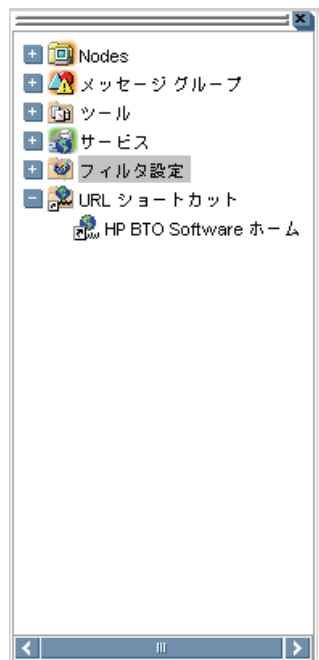 Nodes
メッセージ グループ
ツール
サービス
フィルタ設定
URL ショートカット
HP BTO Software ホーム